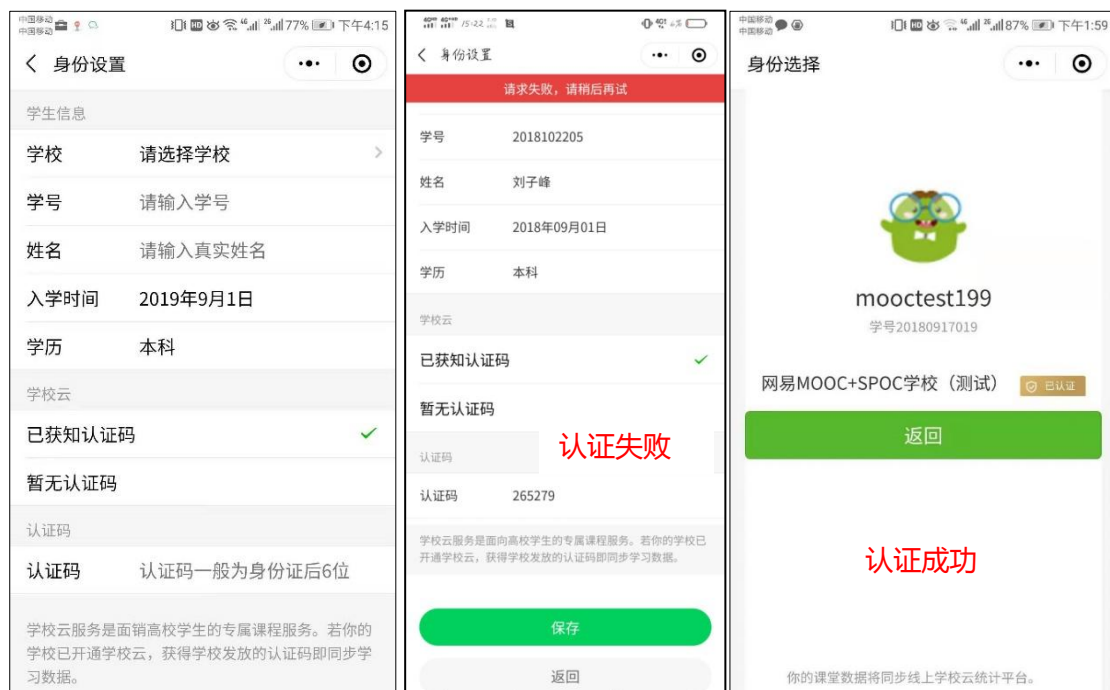 中国移动
中国移动
77% 下午4:15
身份设置
学生信息
学校 请选择学校
学号 请输入学号
姓名 请输入真实姓名
入学时间 2019年9月1日
学历 本科
学校云
已获知认证码
暂无认证码
认证码
认证码 认证码一般为身份证后6位
学校云服务是面销高校学生的专属课程服务。若你的
学校已开通学校云，获得学校发放的认证码即同步学
习数据。
15:22
身份设置
请求失败，请稍后再试
学号 2018102205
姓名 刘子峰
入学时间 2018年09月01日
学历 本科
学校云
已获知认证码
暂无认证码
认证失败
认证码
认证码 265279
学校云服务是面向高校学生的专属课程服务。若你的学校已
开通学校云，获得学校发放的认证码即同步学习数据。
保存
返回
中国移动
中国移动
87% 下午1:59
身份选择
mooctest199
学号20180917019
网易MOOC+SPOC学校（测试） 已认证
返回
认证成功
你的课堂数据将同步线上学校云统计平台。